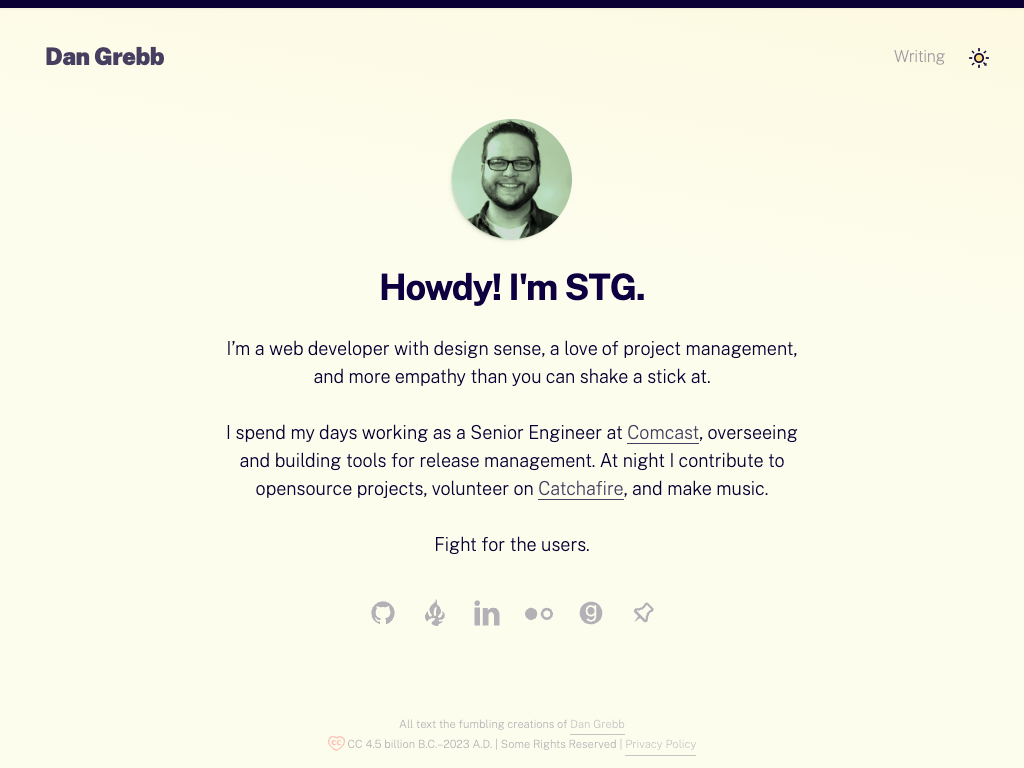 Dan Grebb
Writing
Howdy! I'm STG.
I’m a web developer with design sense, a love of project management,
and more empathy than you can shake a stick at.
I spend my days working as a Senior Engineer at Comcast, overseeing
and building tools for release management. At night I contribute to
opensource projects, volunteer on Catchafire, and make music.
Fight for the users.
in
All text the fumbling creations of Dan Grebb
CC 4.5 billion B.C.–2023 A.D. | Some Rights Reserved | Privacy Policy